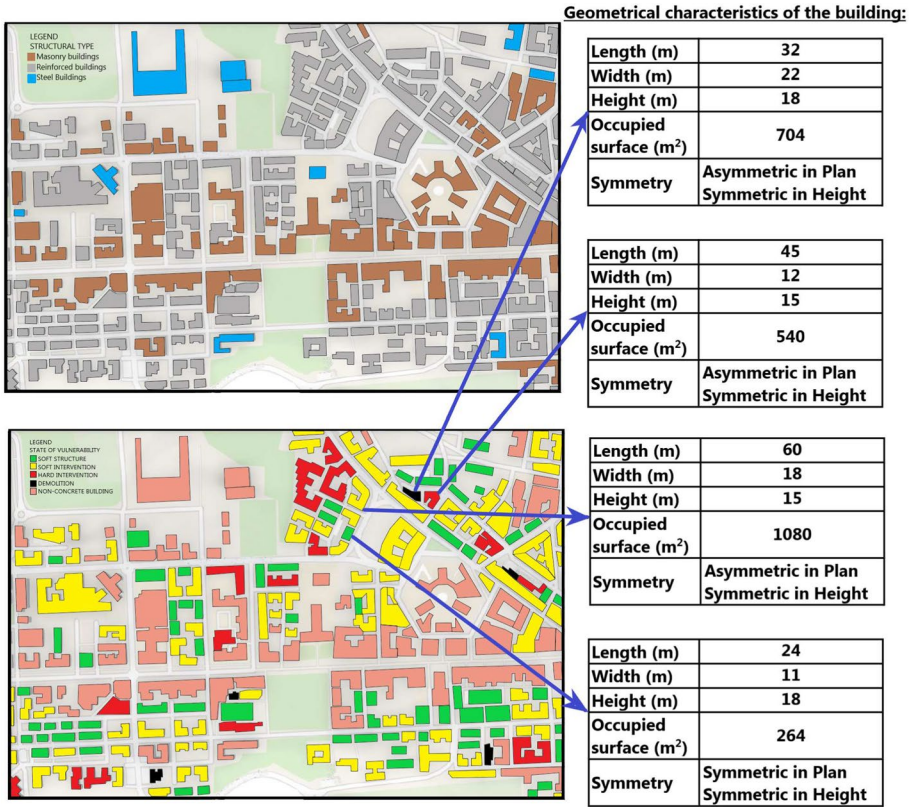 Geometrical characteristics of the building:
LEGEND
STRUCTURAL TYPE
Masonry buildings
Reinforced buildings
Steel Buildings
Length (m) 32
Width (m) 22
Height (m) 18
Occupied
surface (m²) 704
Symmetry Asymmetric in Plan
Symmetric in Height
Length (m) 45
Width (m) 12
Height (m) 15
Occupied
surface (m²) 540
Symmetry Asymmetric in Plan
Symmetric in Height
LEGEND
STATE OF VULNERABILITY
SOFT STRUCTURE
SOFT INTERVENTION
HARD INTERVENTION
DEMOLITION
NON-CONCRETE BUILDING
Length (m) 60
Width (m) 18
Height (m) 15
Occupied
surface (m²) 1080
Symmetry Asymmetric in Plan
Symmetric in Height
Length (m) 24
Width (m) 11
Height (m) 18
Occupied
surface (m²) 264
Symmetry Symmetric in Plan
Symmetric in Height